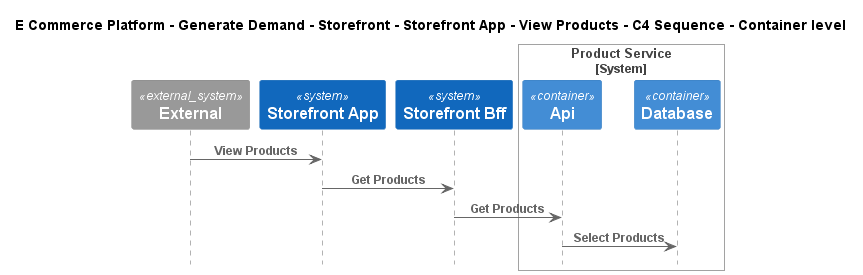 E Commerce Platform - Generate Demand - Storefront - Storefront App - View Products - C4 Sequence - Container level
Product Service
[System]
«external_system»
External
«system»
Storefront App
«system»
Storefront Bff
«container»
Api
«container»
Database
View Products
Get Products
Get Products
Select Products